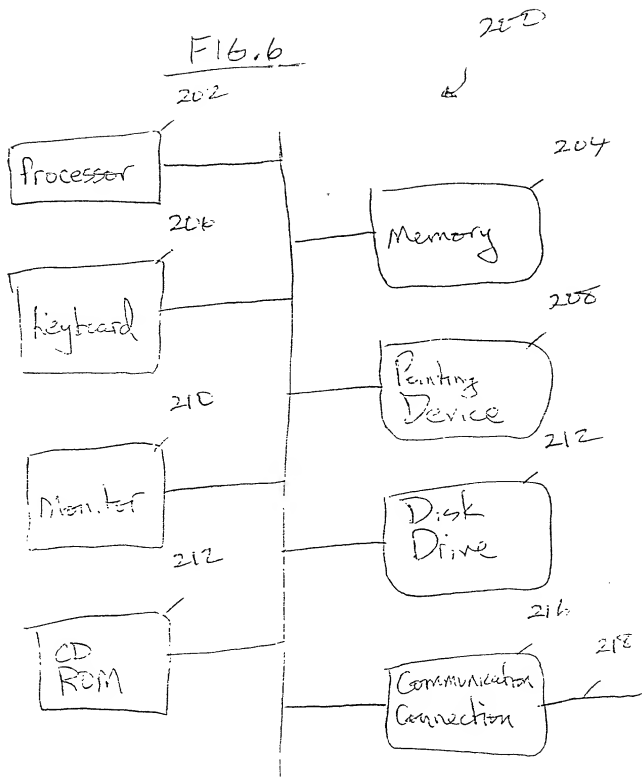 FIG.6
200
202
Processor
204
Memory
206
Keyboard
208
Pointing
Device
210
Monitor
212
Disk
Drive
212
CD
ROM
216
Communication
Connection
218